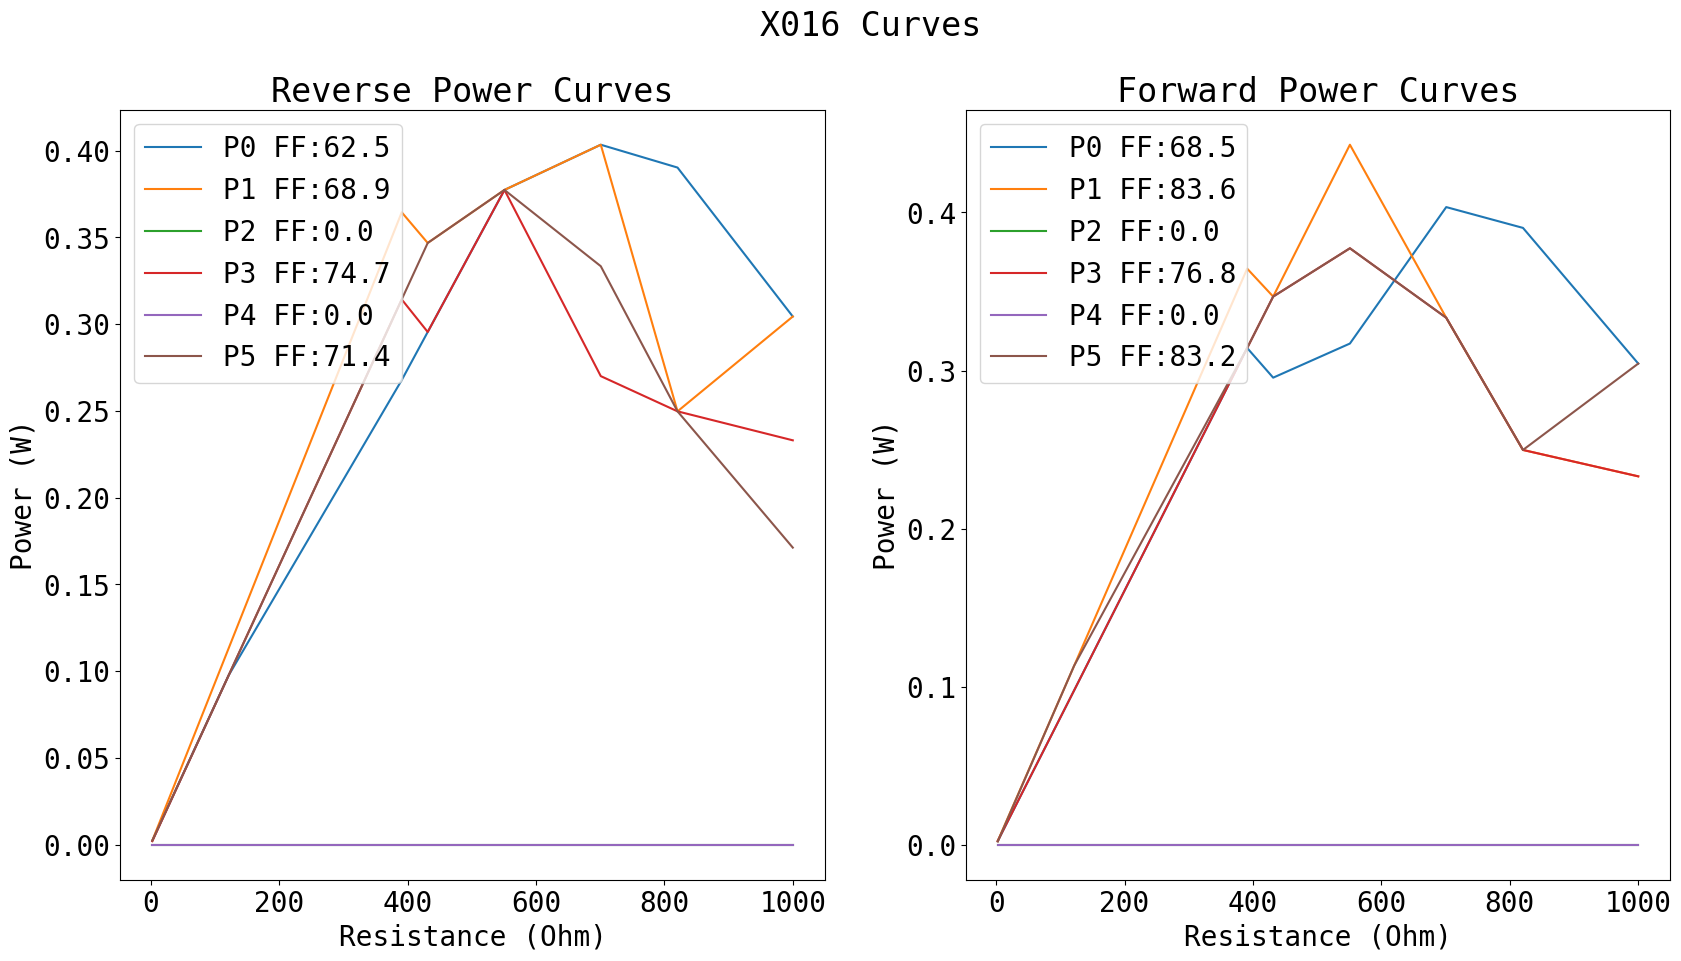 X016 Curves
Reverse Power Curves
P0 FF:62.5
P1 FF:68.9
P2 FF:0.0
P3 FF:74.7
P4 FF:0.0
P5 FF:71.4
0.40
0.35
0.30
0.25
0.20
0.15
0.10
0.05
0.00
Power (W)
0 200 400 600 800 1000
Resistance (Ohm)
Forward Power Curves
P0 FF:68.5
P1 FF:83.6
P2 FF:0.0
P3 FF:76.8
P4 FF:0.0
P5 FF:83.2
0.4
0.3
0.2
0.1
0.0
Power (W)
0 200 400 600 800 1000
Resistance (Ohm)